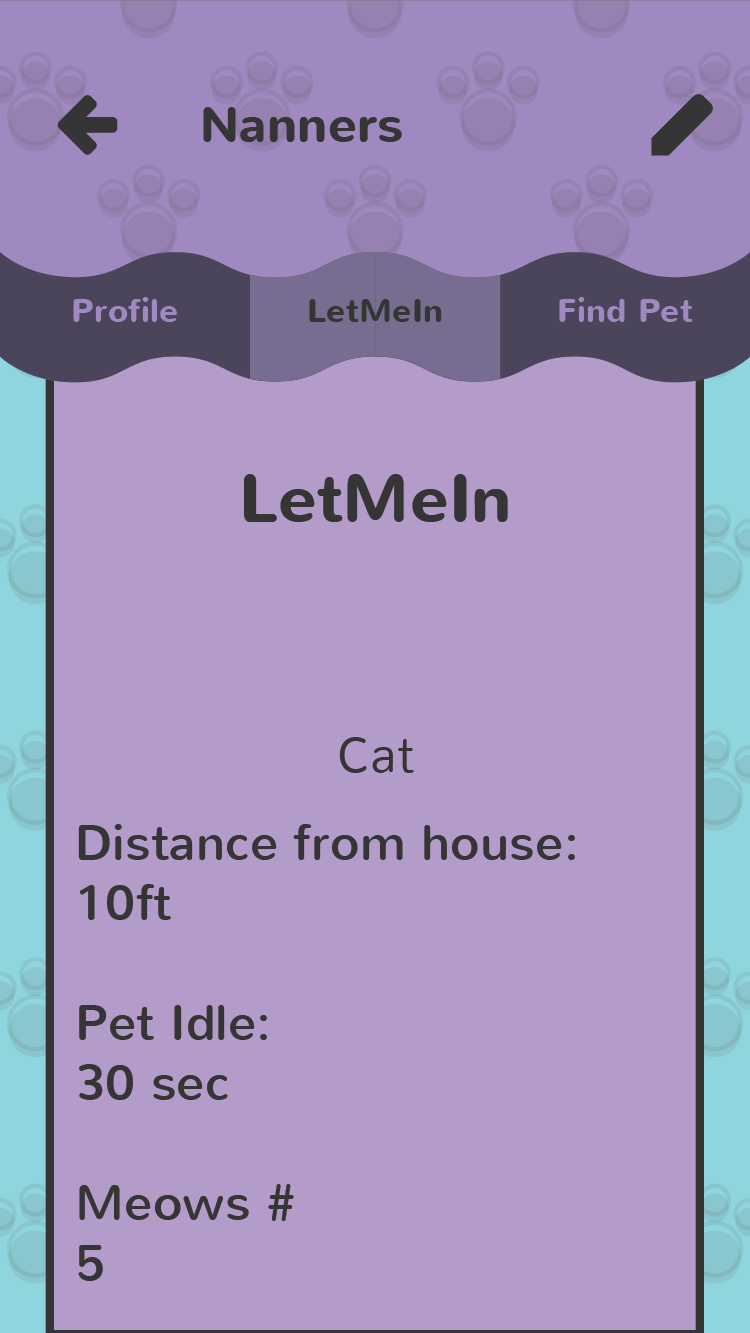 Nanners
Profile
LetMeIn
Find Pet
LetMeIn
Cat
Distance from house:
10ft
Pet Idle:
30 sec
Meows #
5